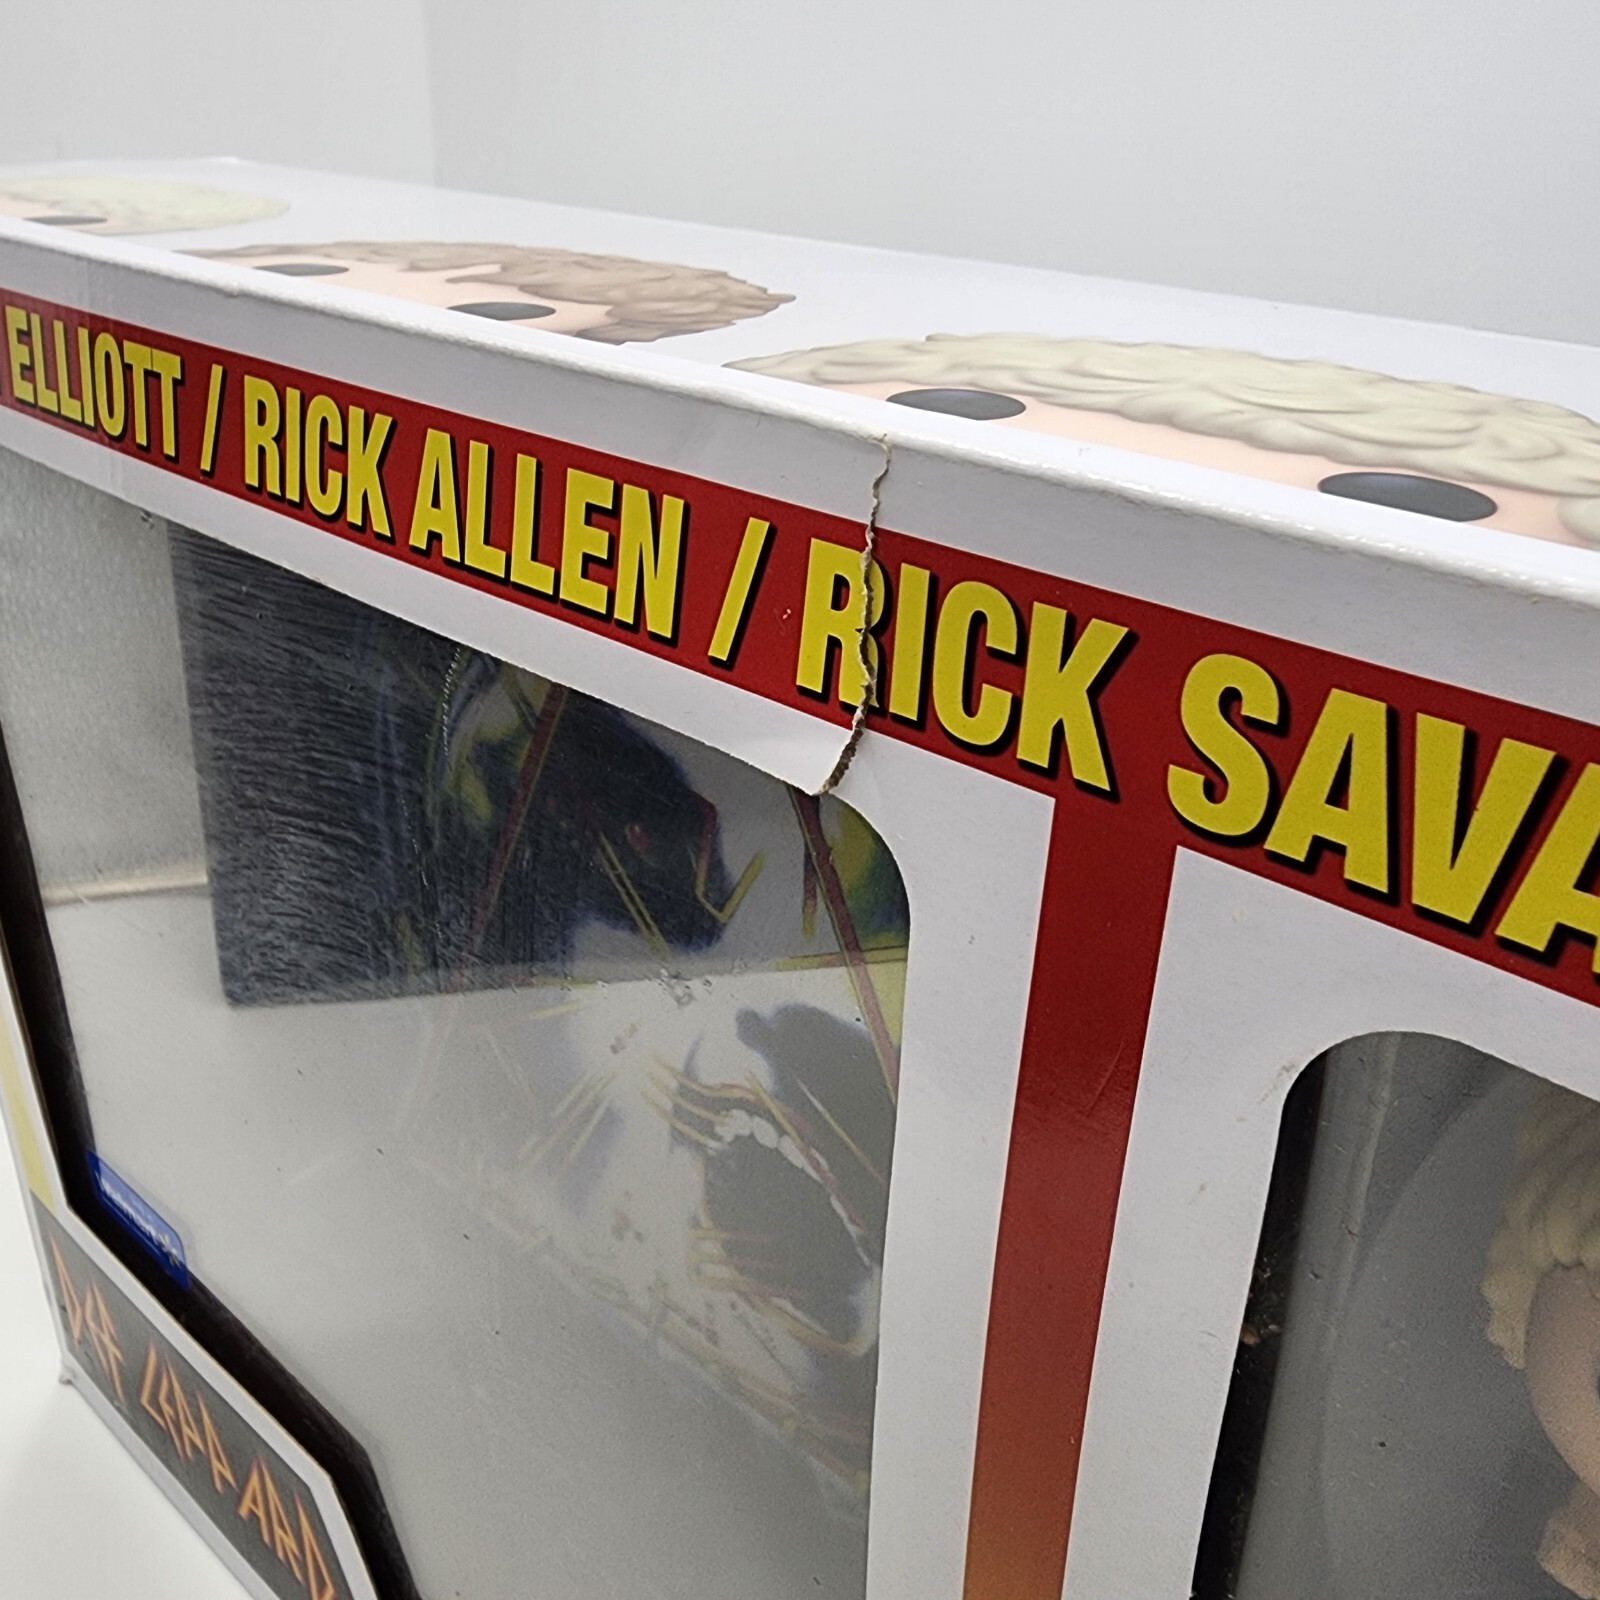 ELLIOTT / RICK ALLEN / RICK SAVA
DEF LEPPARD